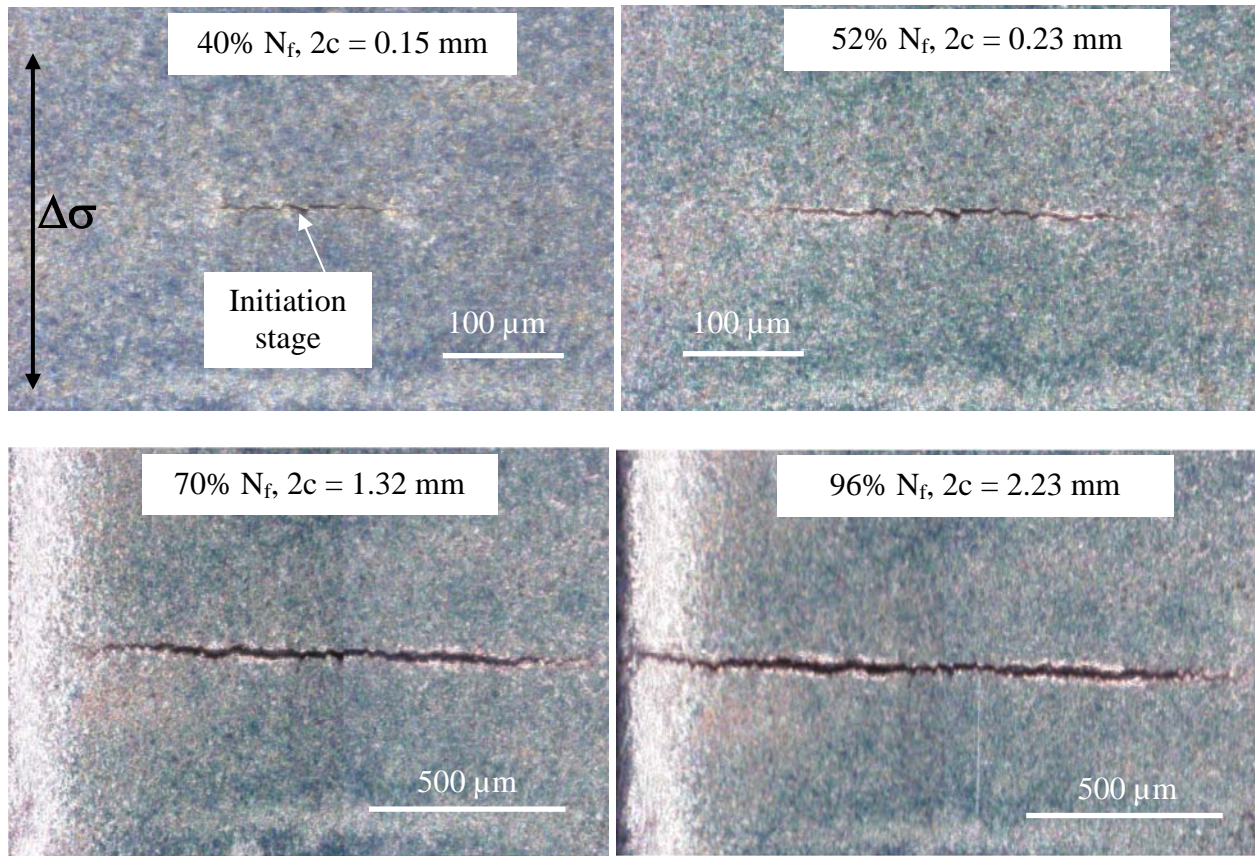 40% Nf, 2c = 0.15 mm
52% Nf, 2c = 0.23 mm
Δσ
Initiation
stage
100 µm
100 µm
70% Nf, 2c = 1.32 mm
96% Nf, 2c = 2.23 mm
500 µm
500 µm